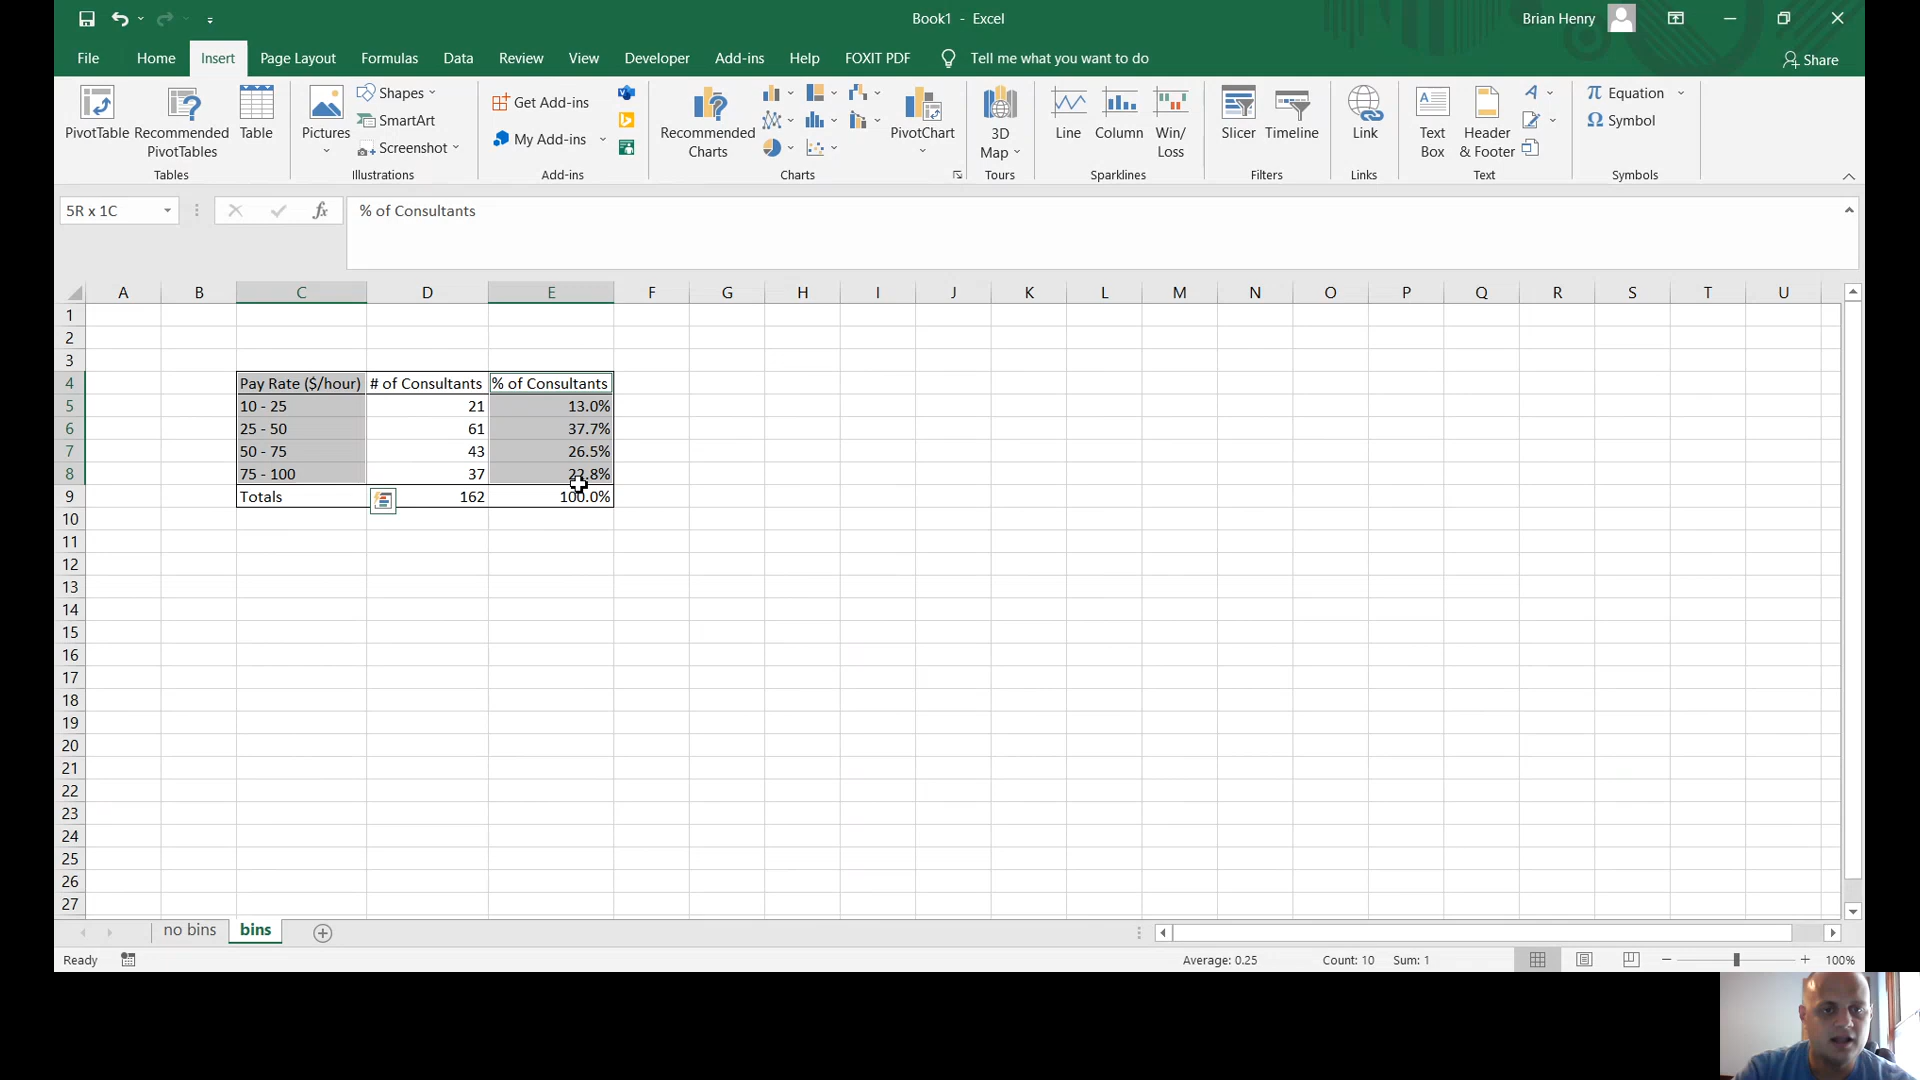 Book1 - Excel
Brian Henry
File Home Insert Page Layout Formulas Data Review View Developer Add-ins Help FOXIT PDF Tell me what you want to do Share
PivotTable
Recommended PivotTables
Table
Tables
Pictures
Shapes
SmartArt
Screenshot
Illustrations
Get Add-ins
My Add-ins
Add-ins
Recommended Charts
PivotChart
Charts
3D Map
Tours
Line
Column
Win/ Loss
Sparklines
Slicer
Timeline
Filters
Link
Links
Text Box
Header & Footer
Text
π Equation
Ω Symbol
Symbols
5R x 1C
fx
% of Consultants
A B C D E F G H I J K L M N O P Q R S T U
1
2
3
4 Pay Rate ($/hour) # of Consultants % of Consultants
5 10 - 25 21 13.0%
6 25 - 50 61 37.7%
7 50 - 75 43 26.5%
8 75 - 100 37 22.8%
9 Totals 162 100.0%
10
11
12
13
14
15
16
17
18
19
20
21
22
23
24
25
26
27
no bins bins
Ready
Average: 0.25 Count: 10 Sum: 1
100%